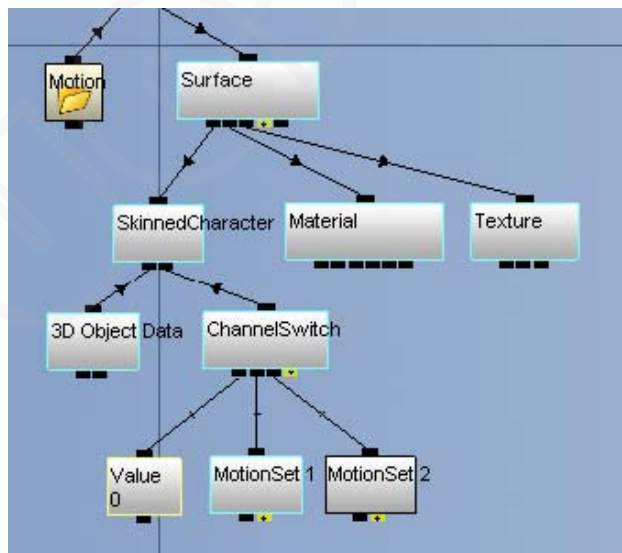 Motion
Surface
SkinnedCharacter
Material
Texture
3D Object Data
ChannelSwitch
Value
0
MotionSet 1
MotionSet 2